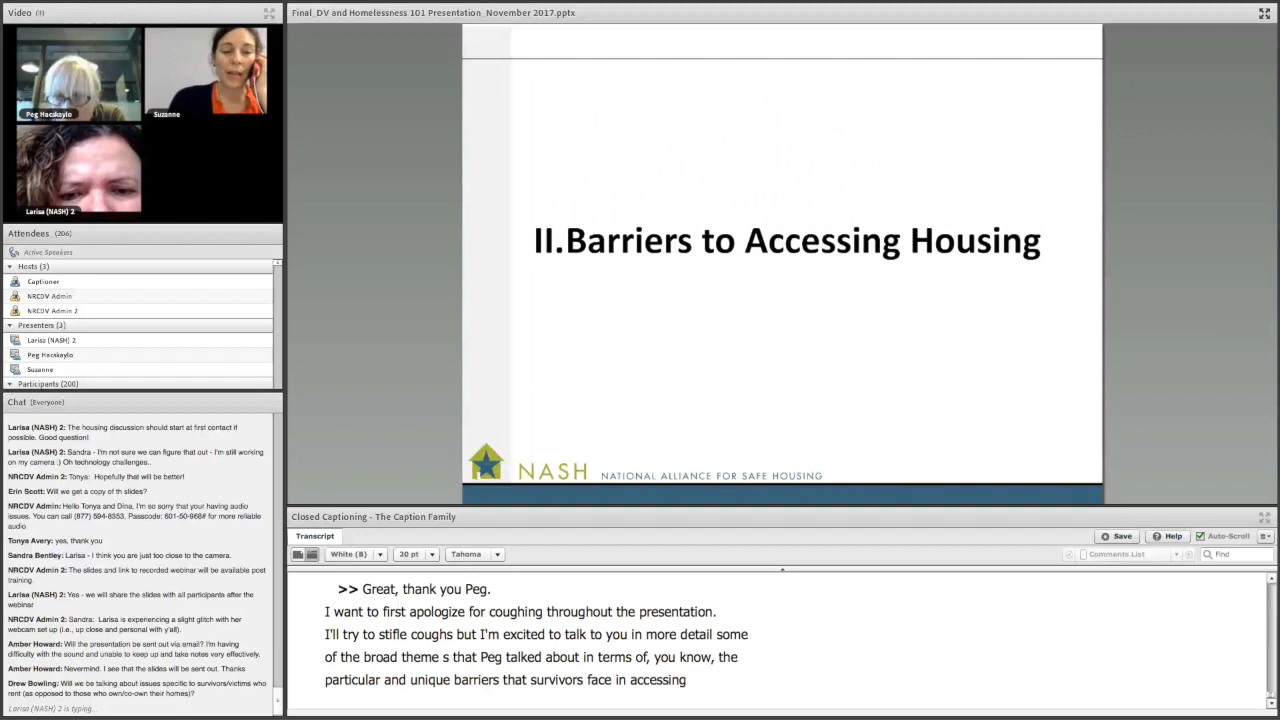 Video (3)
Peg Hacskaylo
Suzanne
Larisa (NASH) 2
Attendees (206)
Active Speakers
Hosts (3)
Captioner
NRCDV Admin
NRCDV Admin 2
Presenters (3)
Larisa (NASH) 2
Peg Hacskaylo
Suzanne
Participants (200)
Chat (Everyone)
Larisa (NASH) 2: The housing discussion should start at first contact if
possible. Good question!
Larisa (NASH) 2: Sandra - I'm not sure we can figure that out - I'm still working
on my camera :) Oh technology challenges..
NRCDV Admin 2: Tonya: Hopefully that will be better!
Erin Scott: Will we get a copy of th slides?
NRCDV Admin: Hello Tonya and Dina, I'm so sorry that your having audio
issues. You can call (877) 594-8353, Passcode: 601-50-968# for more reliable
audio
Tonya Avery: yes, thank you
Sandra Bentley: Larisa - I think you are just too close to the camera.
NRCDV Admin 2: The slides and link to recorded webinar will be available post
training.
Larisa (NASH) 2: Yes - we will share the slides with all participants after the
webinar
NRCDV Admin 2: Sandra: Larisa is experiencing a slight glitch with her
webcam set up (i.e., up close and personal with y'all).
Amber Howard: Will the presentation be sent out via email? I'm having
difficulty with the sound and unable to keep up and take notes very effectively.
Amber Howard: Nevermind. I see that the slides will be sent out. Thanks
Drew Bowling: Will we be talking about issues specific to survivors/victims who
rent (as opposed to those who own/co-own their homes)?
Larisa (NASH) 2 is typing...
Final_DV and Homelessness 101 Presentation_November 2017.pptx
II.Barriers to Accessing Housing
NASH NATIONAL ALLIANCE FOR SAFE HOUSING
Closed Captioning - The Caption Family
Transcript
Save
Help
Auto-Scroll
White (B)
20 pt
Tahoma
Comments List
Find
>> Great, thank you Peg.
I want to first apologize for coughing throughout the presentation.
I'll try to stifle coughs but I'm excited to talk to you in more detail some
of the broad theme s that Peg talked about in terms of, you know, the
particular and unique barriers that survivors face in accessing